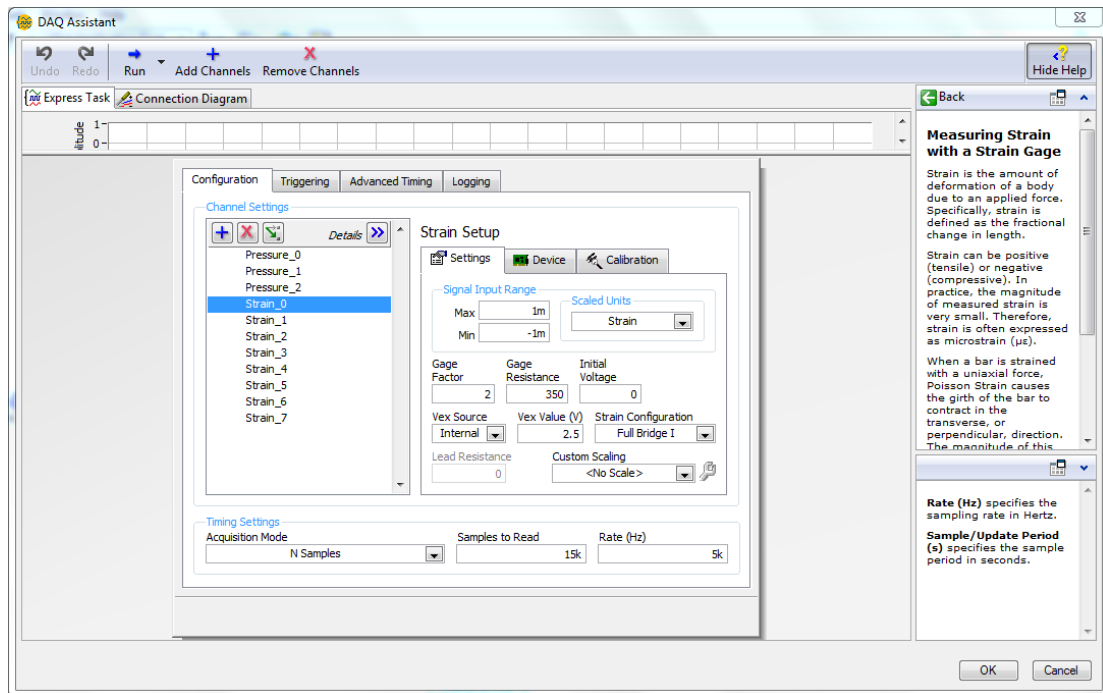 DAQ Assistant
Undo Redo Run Add Channels Remove Channels
Hide Help
Express Task Connection Diagram
1
0
Configuration Triggering Advanced Timing Logging
Channel Settings
Details
Pressure_0
Pressure_1
Pressure_2
Strain_0
Strain_1
Strain_2
Strain_3
Strain_4
Strain_5
Strain_6
Strain_7
Strain Setup
Settings Device Calibration
Signal Input Range
Max 1m
Min -1m
Scaled Units
Strain
Gage Factor
2
Gage Resistance
350
Initial Voltage
0
Vex Source
Internal
Vex Value (V)
2.5
Strain Configuration
Full Bridge I
Lead Resistance
0
Custom Scaling
<No Scale>
Timing Settings
Acquisition Mode
N Samples
Samples to Read
15k
Rate (Hz)
5k
Back
Measuring Strain
with a Strain Gage
Strain is the amount of
deformation of a body
due to an applied force.
Specifically, strain is
defined as the fractional
change in length.
Strain can be positive
(tensile) or negative
(compressive). In
practice, the magnitude
of measured strain is
very small. Therefore,
strain is often expressed
as microstrain (µε).
When a bar is strained
with a uniaxial force,
Poisson Strain causes
the girth of the bar to
contract in the
transverse, or
perpendicular, direction.
The magnitude of this
Rate (Hz) specifies the
sampling rate in Hertz.
Sample/Update Period
(s) specifies the sample
period in seconds.
OK Cancel